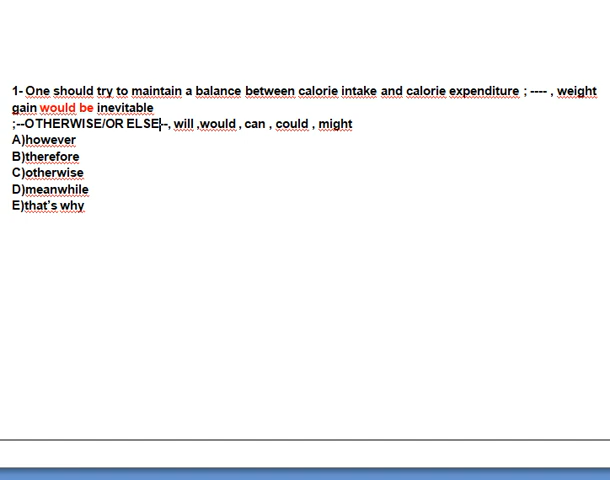 1- One should try to maintain a balance between calorie intake and calorie expenditure ; ---- , weight
gain would be inevitable
;--OTHERWISE/OR ELSE--, will ,would , can , could , might
A)however
B)therefore
C)otherwise
D)meanwhile
E)that's why